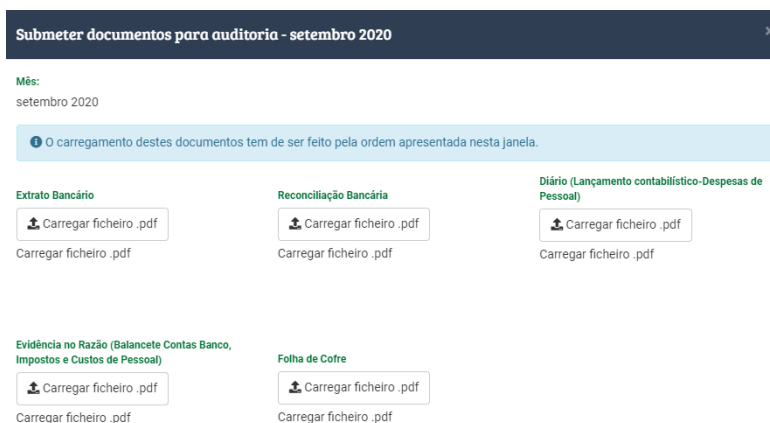 Submeter documentos para auditoria - setembro 2020
×
Mês:
setembro 2020
O carregamento destes documentos tem de ser feito pela ordem apresentada nesta janela.
Extrato Bancário
Carregar ficheiro .pdf
Carregar ficheiro .pdf
Reconciliação Bancária
Carregar ficheiro .pdf
Carregar ficheiro .pdf
Diário (Lançamento contabilístico-Despesas de
Pessoal)
Carregar ficheiro .pdf
Carregar ficheiro .pdf
Evidência no Razão (Balancete Contas Banco,
Impostos e Custos de Pessoal)
Carregar ficheiro .pdf
Carregar ficheiro .pdf
Folha de Cofre
Carregar ficheiro .pdf
Carregar ficheiro .pdf